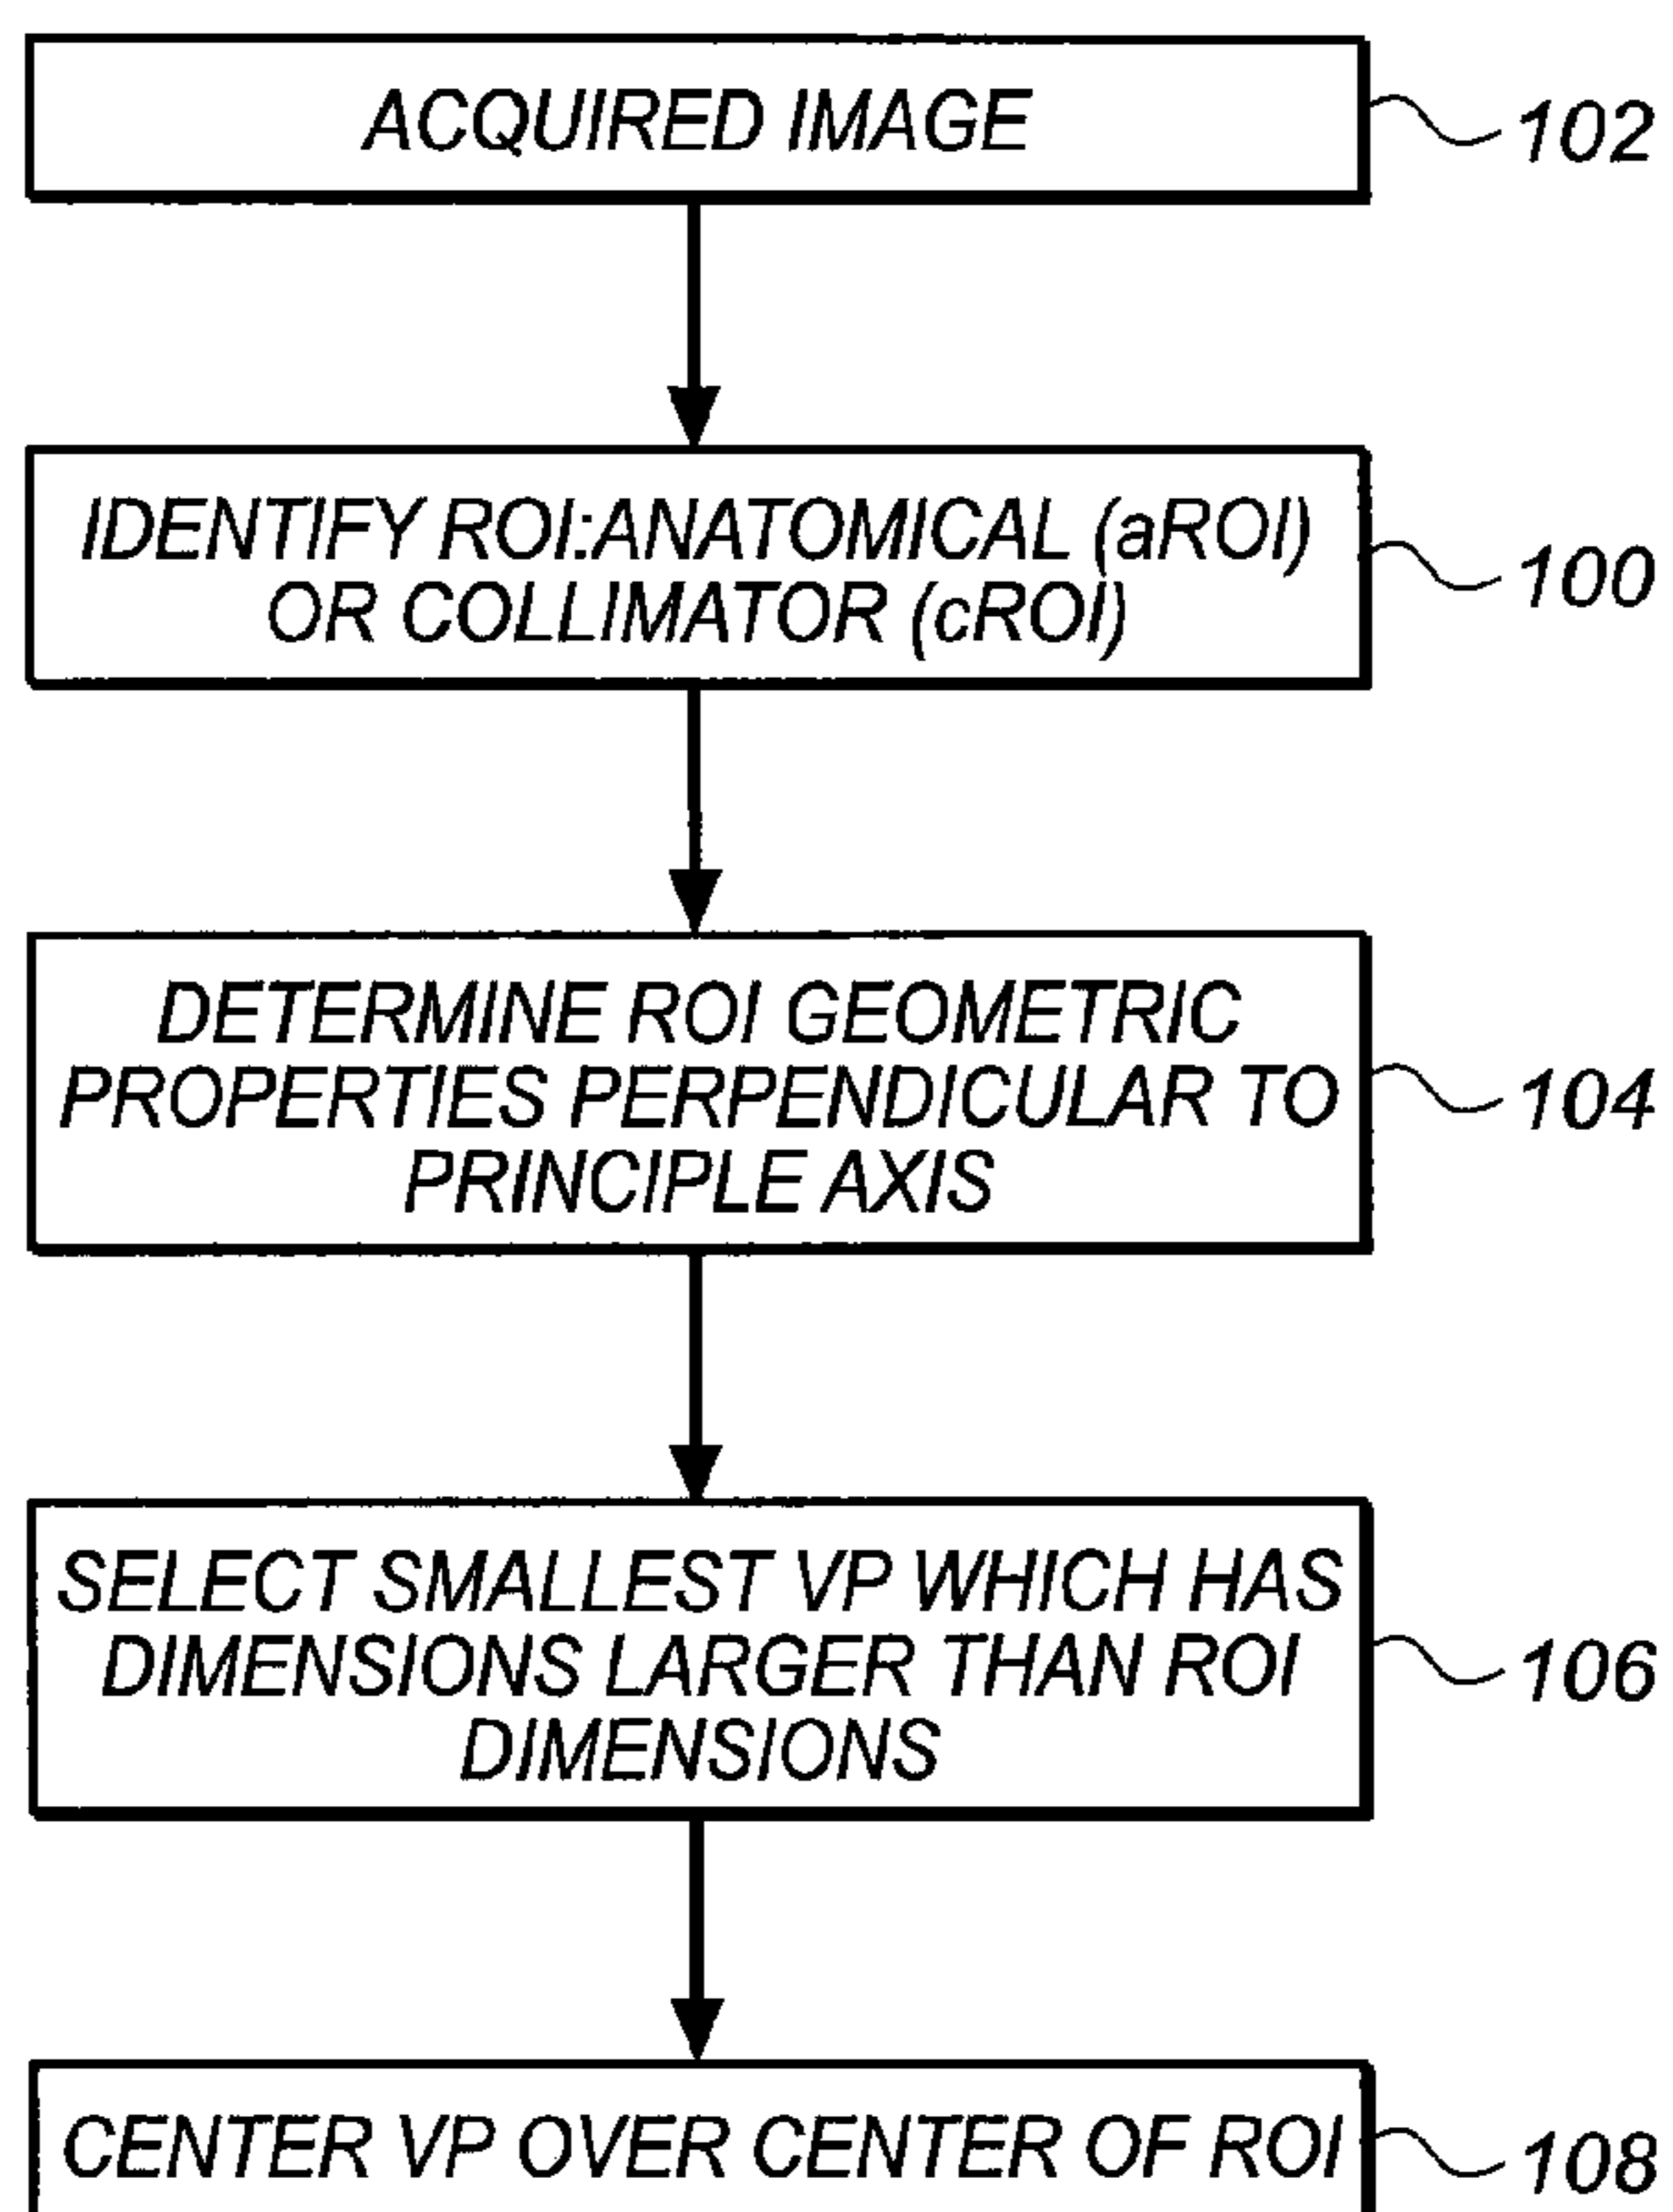 ACQUIRED IMAGE
102
IDENTIFY ROI:ANATOMICAL (aROI)
OR COLLIMATOR (cROI)
100
DETERMINE ROI GEOMETRIC
PROPERTIES PERPENDICULAR TO
PRINCIPLE AXIS
104
SELECT SMALLEST VP WHICH HAS
DIMENSIONS LARGER THAN ROI
DIMENSIONS
106
CENTER VP OVER CENTER OF ROI
108